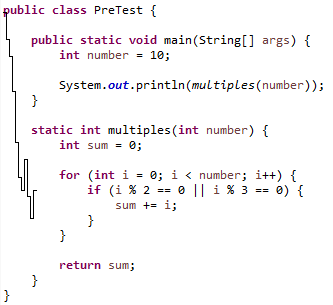 public class PreTest {
public static void main(String[] args) {
int number = 10;
System.out.println(multiples(number));
}
static int multiples(int number) {
int sum = 0;
for (int i = 0; i < number; i++) {
if (i % 2 == 0 || i % 3 == 0) {
sum += i;
}
}
return sum;
}
}